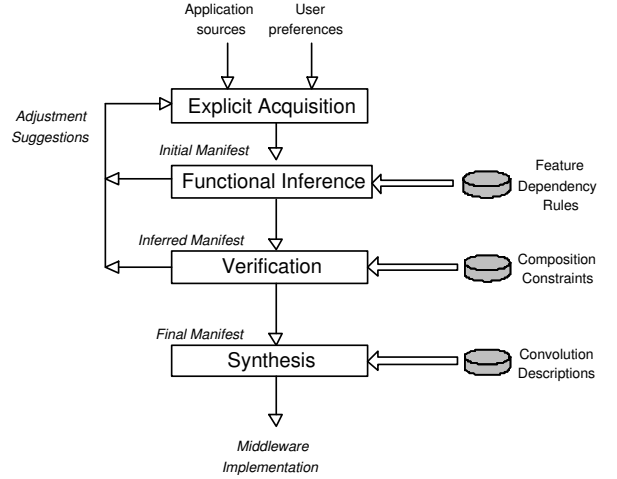 Application
sources
User
preferences
Explicit Acquisition
Adjustment
Suggestions
Initial Manifest
Functional Inference
Feature
Dependency
Rules
Inferred Manifest
Verification
Composition
Constraints
Final Manifest
Synthesis
Convolution
Descriptions
Middleware
Implementation